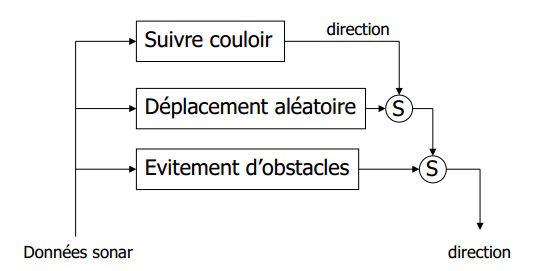 direction
Suivre couloir
Déplacement aléatoire
S
Evitement d'obstacles
S
Données sonar
direction